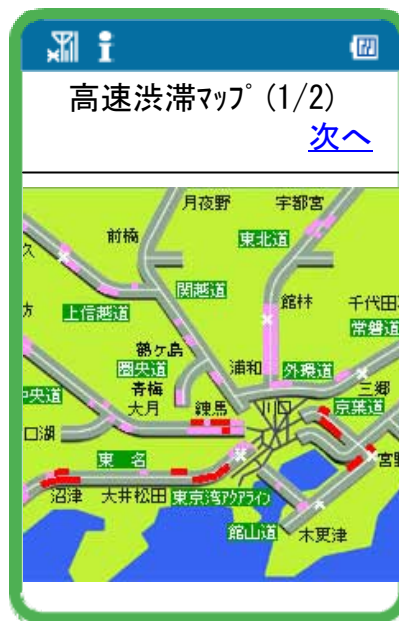 高速渋滞ﾏｯﾌﾟ(1/2)
次へ
月夜野
宇都宮
前橋
東北道
久
関越道
館林
千代田
上信越道
常磐道
鶴ヶ島
圏央道
浦和
外環道
青梅
三郷
中央道
大月
練馬
川口
京葉道
口湖
東 名
宮野
沼津
大井松田
東京湾ｱｸｱﾗｲﾝ
館山道
木更津